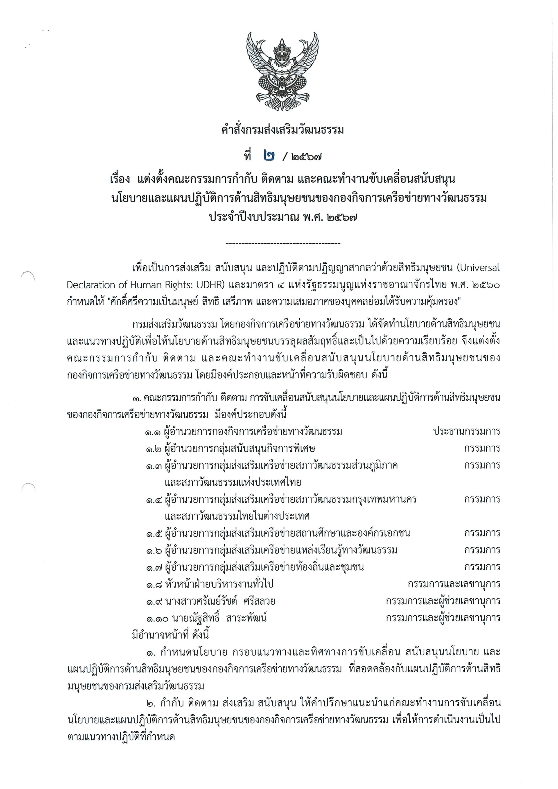 คำสั่งกรมส่งเสริมวัฒนธรรม
ที่ ๒ / ๒๕๖๗
เรื่อง แต่งตั้งคณะกรรมการกำกับ ติดตาม และคณะทำงานขับเคลื่อนสนับสนุน
นโยบายและแผนปฏิบัติการด้านสิทธิมนุษยชนของกองกิจการเครือข่ายทางวัฒนธรรม
ประจำปีงบประมาณ พ.ศ. ๒๕๖๗
--------------------------------------
เพื่อเป็นการส่งเสริม สนับสนุน และปฏิบัติตามปฏิญญาสากลว่าด้วยสิทธิมนุษยชน (Universal
Declaration of Human Rights: UDHR) และมาตรา ๔ แห่งรัฐธรรมนูญแห่งราชอาณาจักรไทย พ.ศ. ๒๕๖๐
กำหนดให้ "ศักดิ์ศรีความเป็นมนุษย์ สิทธิ เสรีภาพ และความเสมอภาคของบุคคลย่อมได้รับความคุ้มครอง"
กรมส่งเสริมวัฒนธรรม โดยกองกิจการเครือข่ายทางวัฒนธรรม ได้จัดทำนโยบายด้านสิทธิมนุษยชน
และแนวทางปฏิบัติเพื่อให้นโยบายด้านสิทธิมนุษยชนบรรลุผลสัมฤทธิ์และเป็นไปด้วยความเรียบร้อย จึงแต่งตั้ง
คณะกรรมการกำกับ ติดตาม และคณะทำงานขับเคลื่อนสนับสนุนนโยบายด้านสิทธิมนุษยชนของ
กองกิจการเครือข่ายทางวัฒนธรรม โดยมีองค์ประกอบและหน้าที่ความรับผิดชอบ ดังนี้
๑. คณะกรรมการกำกับ ติดตาม การขับเคลื่อนสนับสนุนนโยบายและแผนปฏิบัติการด้านสิทธิมนุษยชน
ของกองกิจการเครือข่ายทางวัฒนธรรม มีองค์ประกอบดังนี้
๑.๑ ผู้อำนวยการกองกิจการเครือข่ายทางวัฒนธรรม ประธานกรรมการ
๑.๒ ผู้อำนวยการกลุ่มสนับสนุนกิจการพิเศษ กรรมการ
๑.๓ ผู้อำนวยการกลุ่มส่งเสริมเครือข่ายสภาวัฒนธรรมส่วนภูมิภาค กรรมการ
และสภาวัฒนธรรมแห่งประเทศไทย
๑.๔ ผู้อำนวยการกลุ่มส่งเสริมเครือข่ายสภาวัฒนธรรมกรุงเทพมหานคร กรรมการ
และสภาวัฒนธรรมไทยในต่างประเทศ
๑.๕ ผู้อำนวยการกลุ่มส่งเสริมเครือข่ายสถานศึกษาและองค์กรเอกชน กรรมการ
๑.๖ ผู้อำนวยการกลุ่มส่งเสริมเครือข่ายแหล่งเรียนรู้ทางวัฒนธรรม กรรมการ
๑.๗ ผู้อำนวยการกลุ่มส่งเสริมเครือข่ายท้องถิ่นและชุมชน กรรมการ
๑.๘ หัวหน้าฝ่ายบริหารงานทั่วไป กรรมการและเลขานุการ
๑.๙ นางสาวศรัณย์รัชต์ ศรีสลวย กรรมการและผู้ช่วยเลขานุการ
๑.๑๐ นายณัฐสิทธิ์ สาระพัฒน์ กรรมการและผู้ช่วยเลขานุการ
มีอำนาจหน้าที่ ดังนี้
๑. กำหนดนโยบาย กรอบแนวทางและทิศทางการขับเคลื่อน สนับสนุนนโยบาย และ
แผนปฏิบัติการด้านสิทธิมนุษยชนของกองกิจการเครือข่ายทางวัฒนธรรม ที่สอดคล้องกับแผนปฏิบัติการด้านสิทธิ
มนุษยชนของกรมส่งเสริมวัฒนธรรม
๒. กำกับ ติดตาม ส่งเสริม สนับสนุน ให้คำปรึกษาแนะนำแก่คณะทำงานการขับเคลื่อน
นโยบายและแผนปฏิบัติการด้านสิทธิมนุษยชนของกองกิจการเครือข่ายทางวัฒนธรรม เพื่อให้การดำเนินงานเป็นไป
ตามแนวทางปฏิบัติที่กำหนด